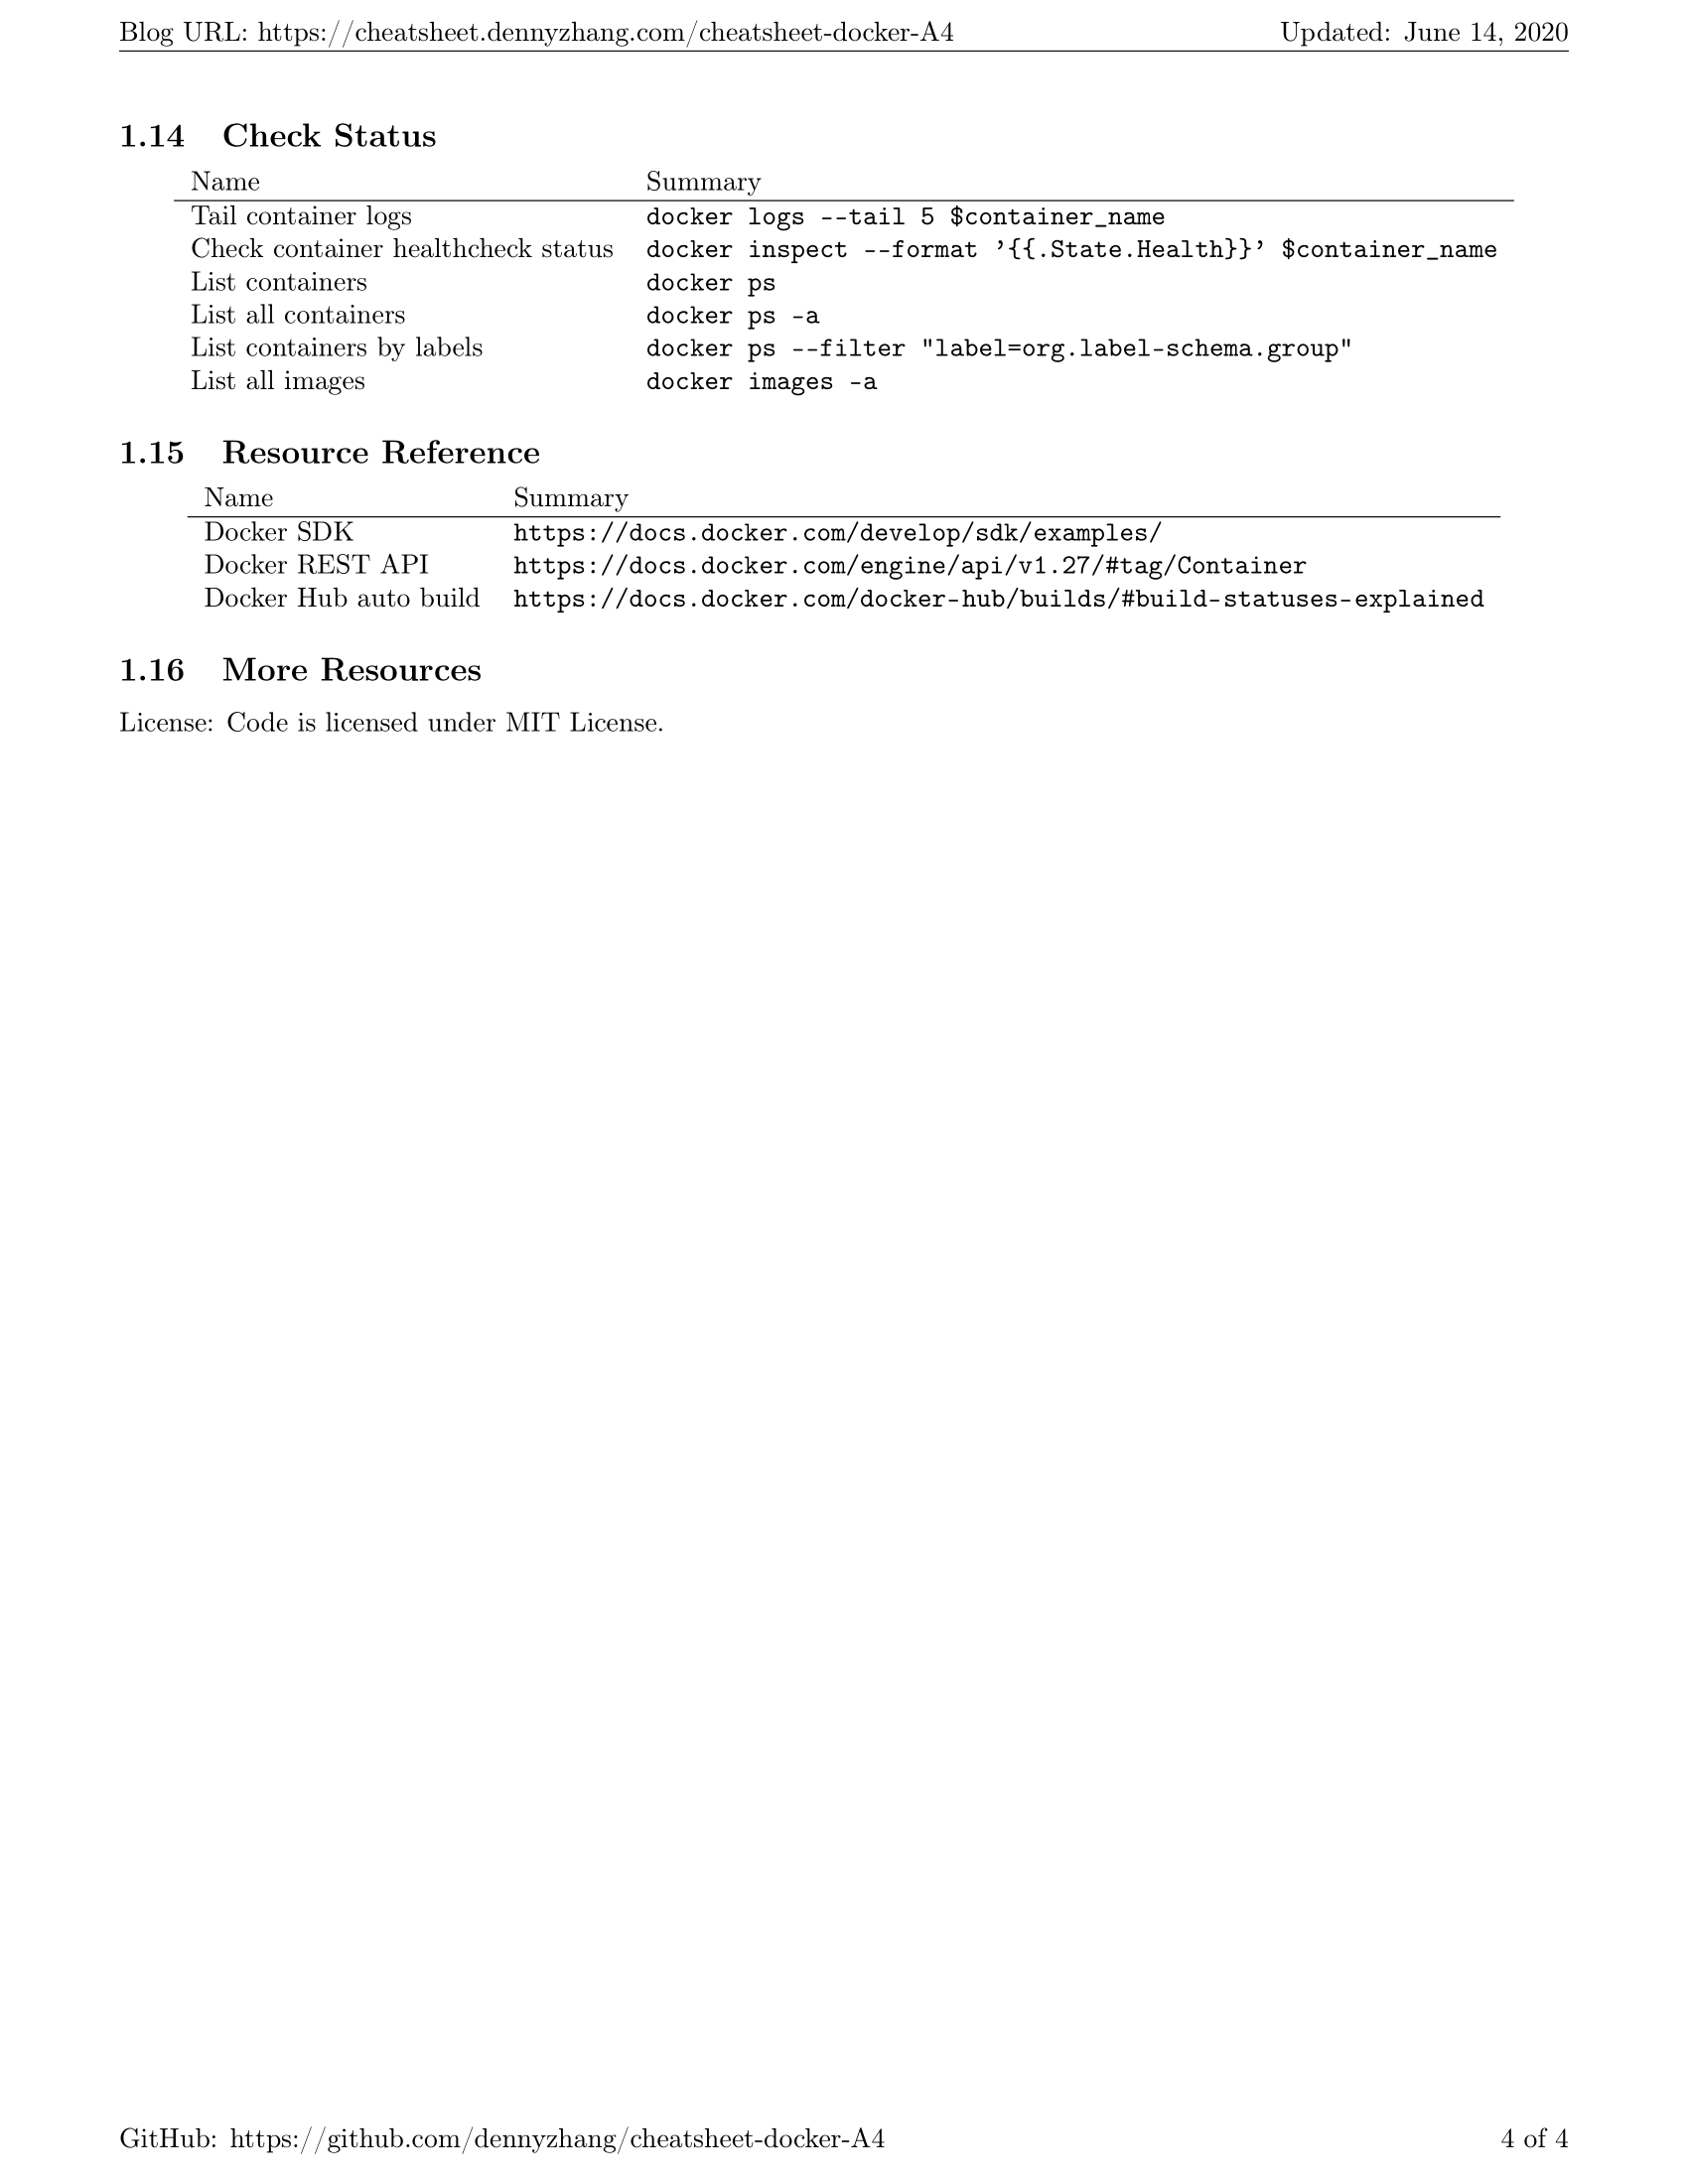 Blog URL: https://cheatsheet.dennyzhang.com/cheatsheet-docker-A4 Updated: June 14, 2020
1.14 Check Status
Name Summary
Tail container logs docker logs --tail 5 $container_name
Check container healthcheck status docker inspect --format ’{{.State.Health}}’ $container_name
List containers docker ps
List all containers docker ps -a
List containers by labels docker ps --filter "label=org.label-schema.group"
List all images docker images -a
1.15 Resource Reference
Name Summary
Docker SDK https://docs.docker.com/develop/sdk/examples/
Docker REST API https://docs.docker.com/engine/api/v1.27/#tag/Container
Docker Hub auto build https://docs.docker.com/docker-hub/builds/#build-statuses-explained
1.16 More Resources
License: Code is licensed under MIT License.
GitHub: https://github.com/dennyzhang/cheatsheet-docker-A4 4 of 4